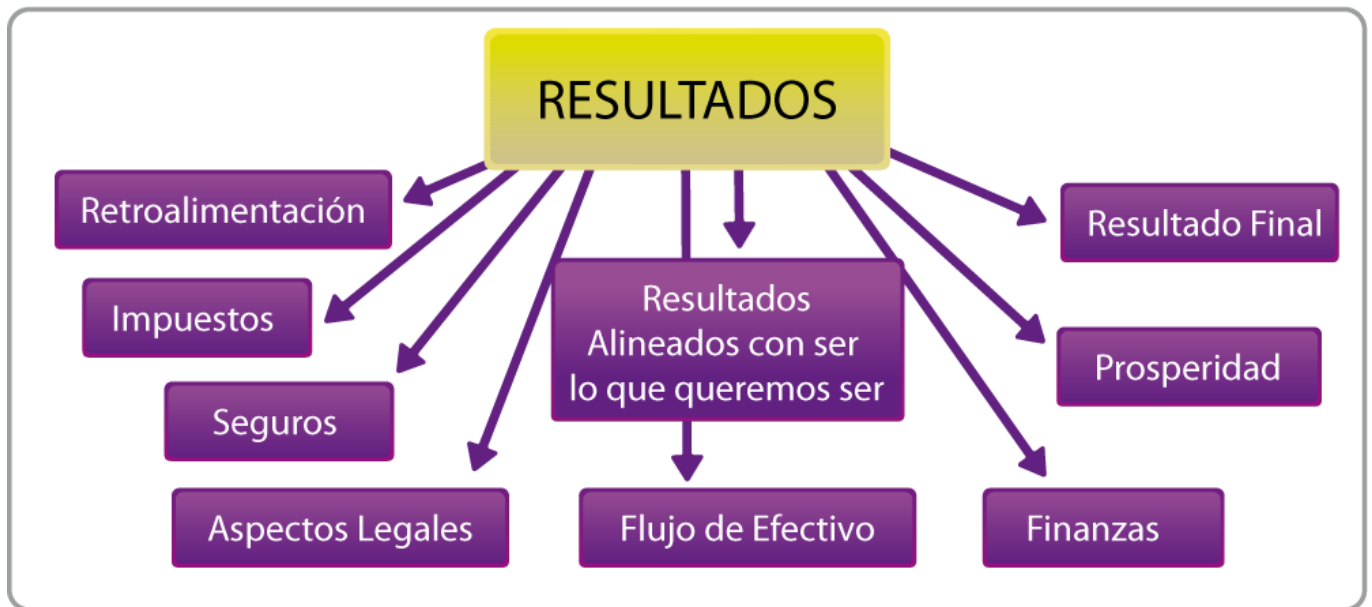 RESULTADOS
Retroalimentación
Resultado Final
Impuestos
Resultados
Alineados con ser
lo que queremos ser
Prosperidad
Seguros
Aspectos Legales
Flujo de Efectivo
Finanzas